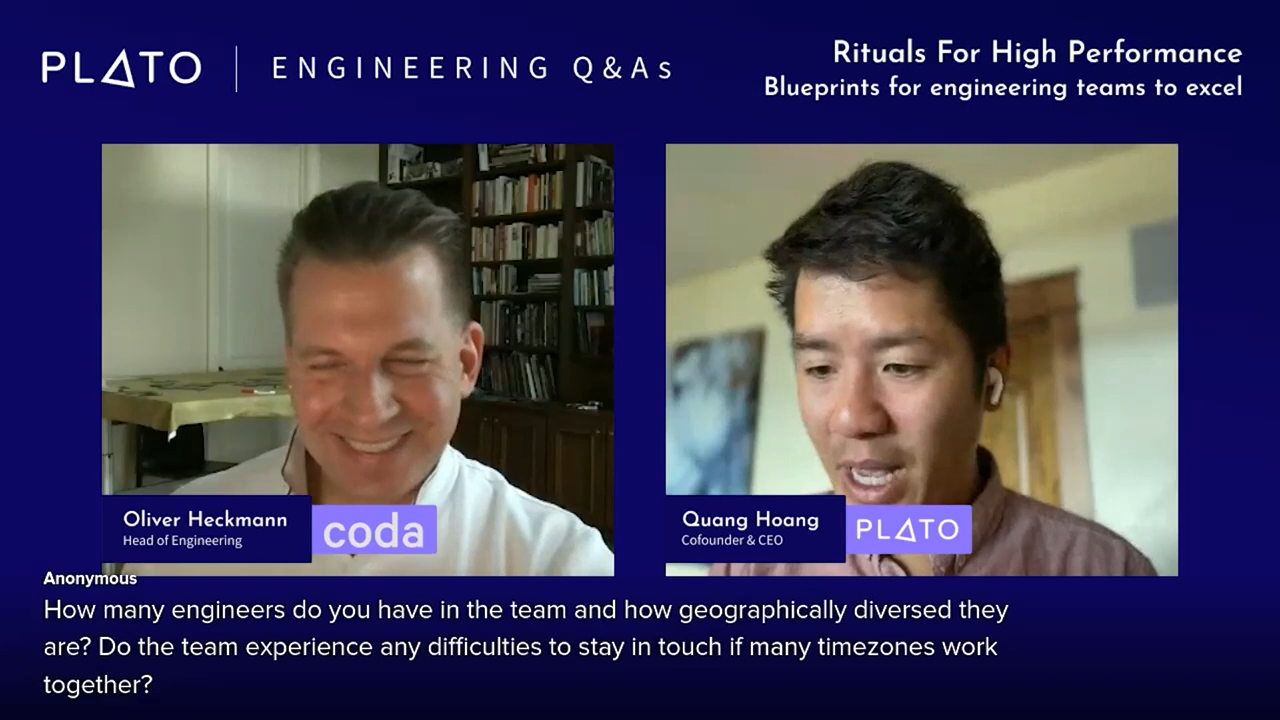 PLATO
ENGINEERING Q&As
Rituals For High Performance
Blueprints for engineering teams to excel
Oliver Heckmann
Head of Engineering
coda
Quang Hoang
Cofounder & CEO
PLATO
Anonymous
How many engineers do you have in the team and how geographically diversed they
are? Do the team experience any difficulties to stay in touch if many timezones work
together?